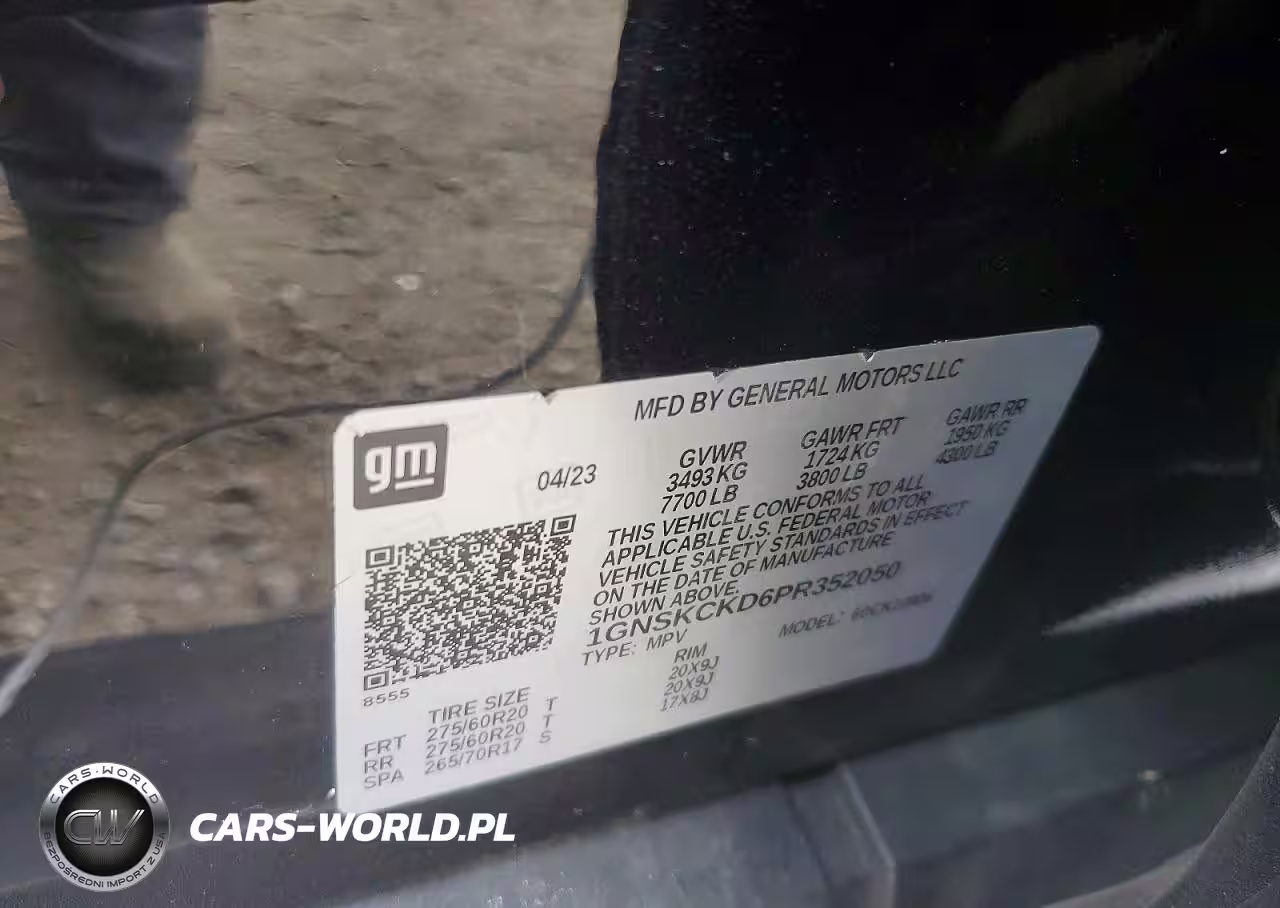 MFD BY GENERAL MOTORS LLC
gm
04/23
GVWR GAWR FRT GAWR RR
3493 KG 1724 KG 1950 KG
7700 LB 3800 LB 4300 LB
THIS VEHICLE CONFORMS TO ALL
APPLICABLE U.S. FEDERAL MOTOR
VEHICLE SAFETY STANDARDS IN EFFECT
ON THE DATE OF MANUFACTURE
SHOWN ABOVE.
1GNSKCKD6PR352050
TYPE: MPV MODEL:
8555
TIRE SIZE RIM
FRT 275/60R20 T 20X9J
RR 275/60R20 T 20X9J
SPA 265/70R17 S 17X8J
CARS-WORLD
CW
BEZPOŚREDNI IMPORT Z USA
CARS-WORLD.PL